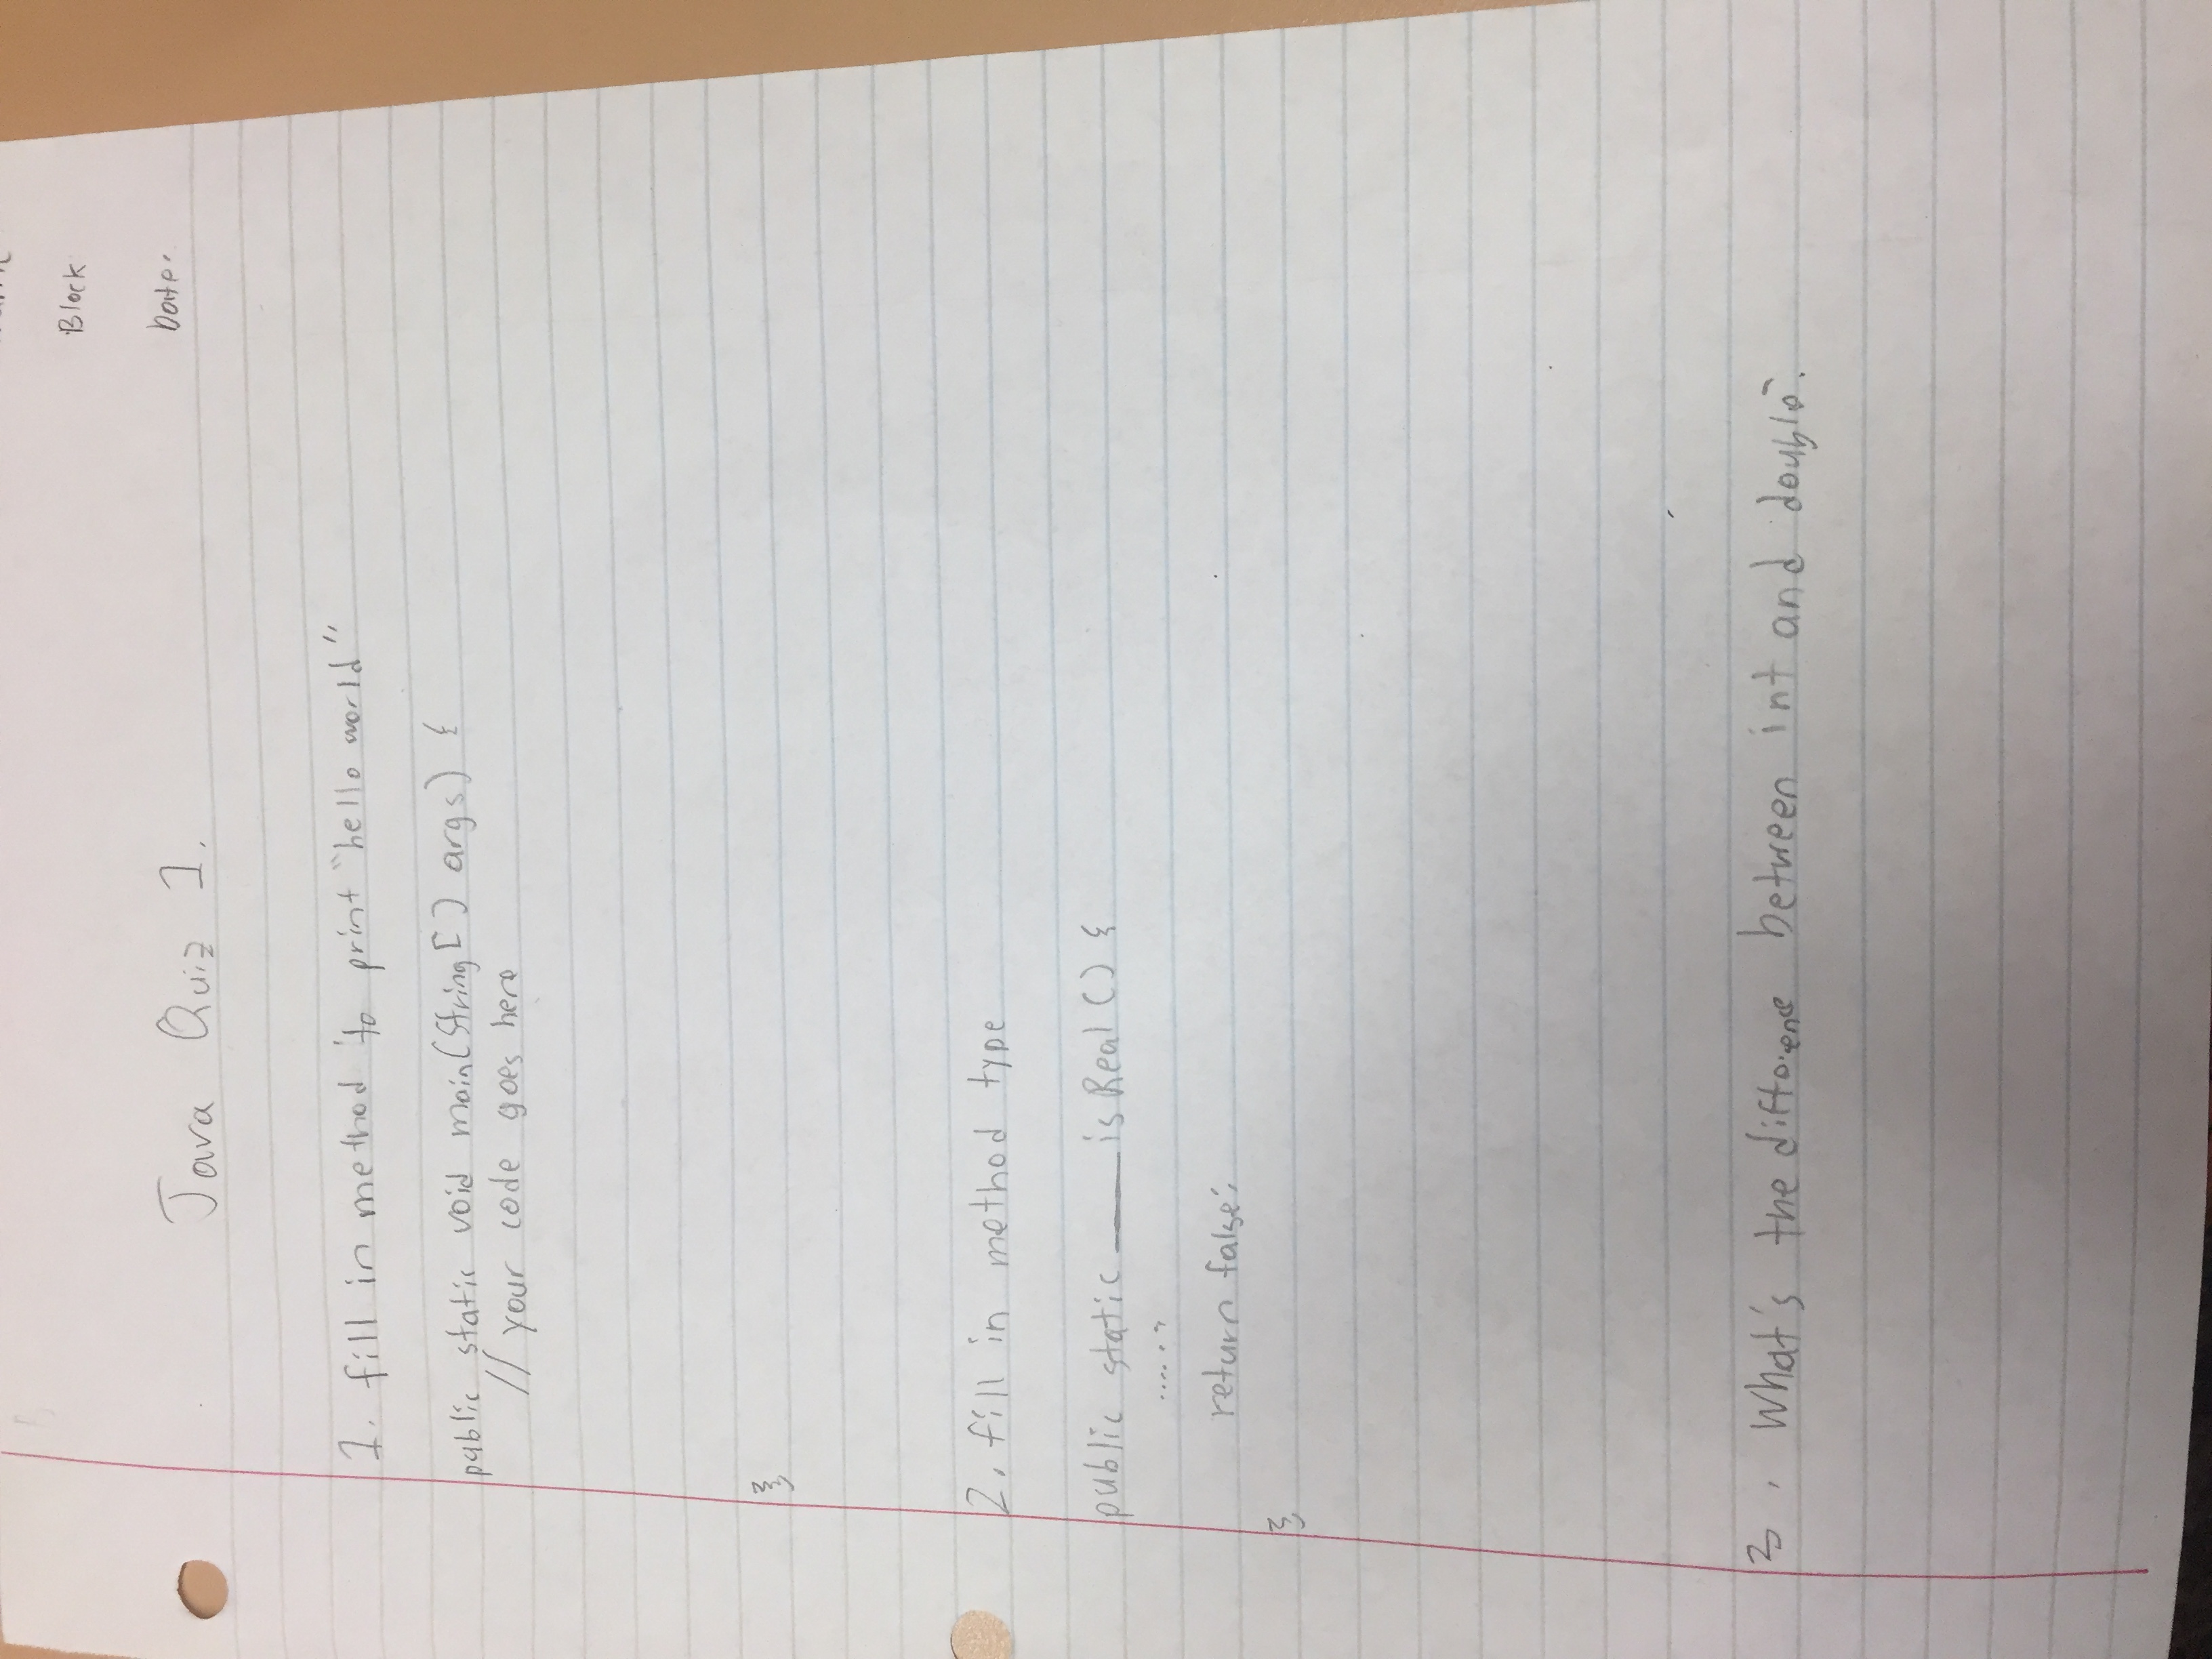 Block
Date.
Java Quiz 1.
1. fill in method to print "hello world"
public static void main(String[] args) {
// your code goes here
}
2. fill in method type
public static ____ isReal() {
......
return false;
}
3. What's the difference between int and double?